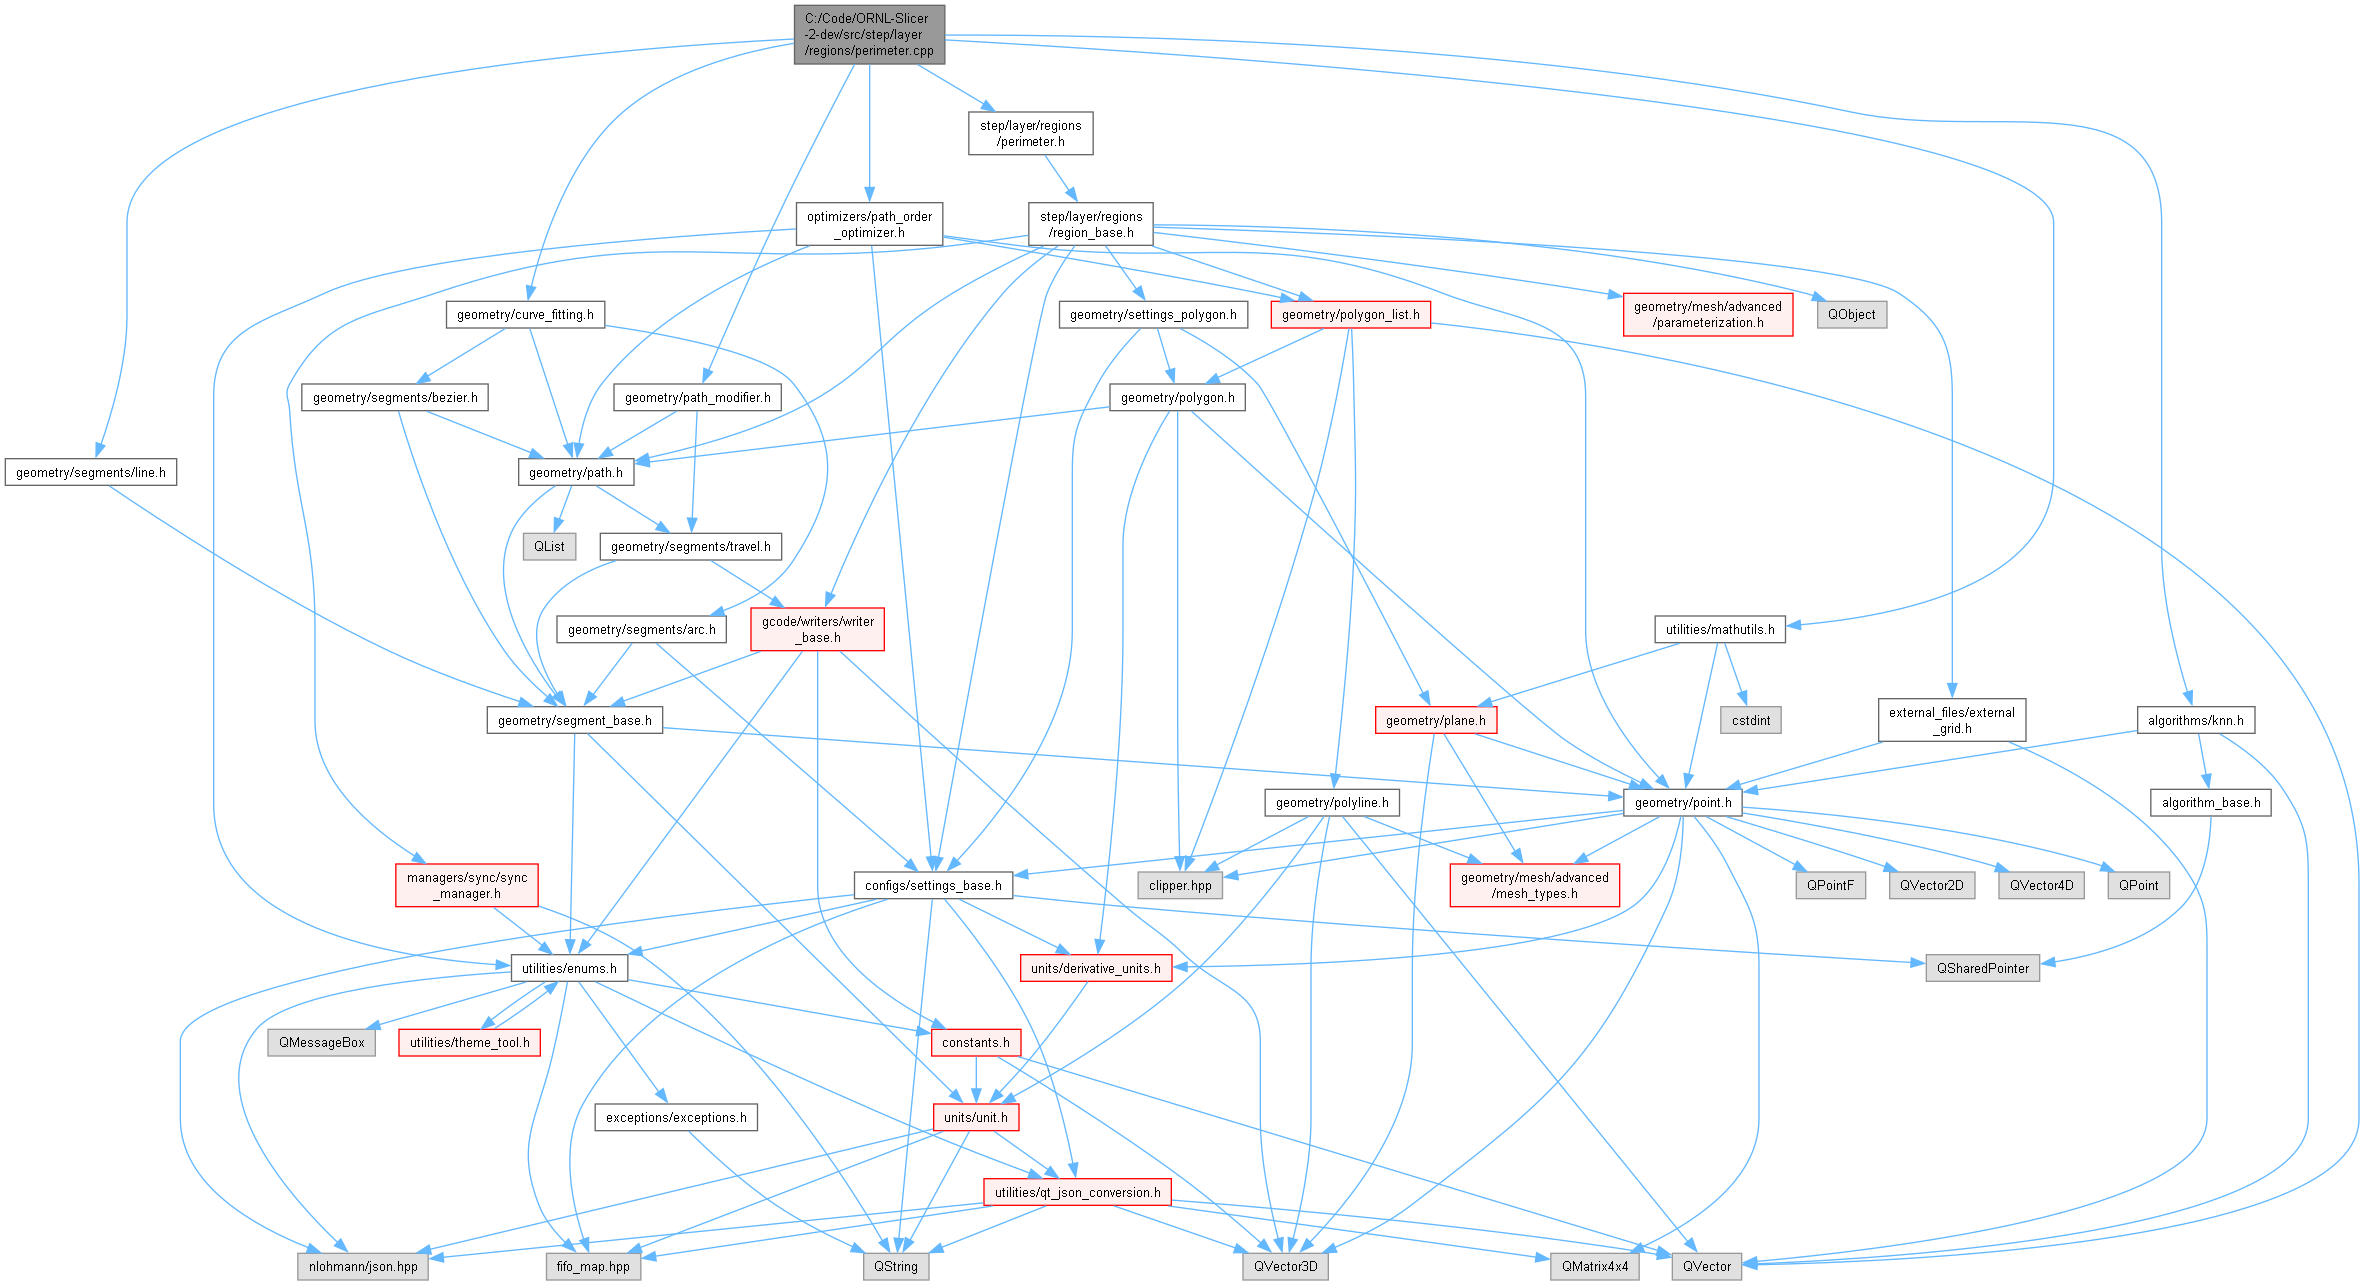 C:/Code/ORNL-Slicer
-2-dev/src/step/layer
/regions/perimeter.cpp
step/layer/regions
/perimeter.h
optimizers/path_order
_optimizer.h
step/layer/regions
/region_base.h
geometry/curve_fitting.h
geometry/settings_polygon.h
geometry/polygon_list.h
geometry/mesh/advanced
/parameterization.h
QObject
geometry/segments/bezier.h
geometry/path_modifier.h
geometry/polygon.h
geometry/segments/line.h
geometry/path.h
QList
geometry/segments/travel.h
geometry/segments/arc.h
gcode/writers/writer
_base.h
utilities/mathutils.h
geometry/segment_base.h
geometry/plane.h
cstdint
external_files/external
_grid.h
algorithms/knn.h
geometry/polyline.h
geometry/point.h
algorithm_base.h
managers/sync/sync
_manager.h
configs/settings_base.h
clipper.hpp
geometry/mesh/advanced
/mesh_types.h
QPointF
QVector2D
QVector4D
QPoint
utilities/enums.h
units/derivative_units.h
QSharedPointer
QMessageBox
utilities/theme_tool.h
constants.h
exceptions/exceptions.h
units/unit.h
utilities/qt_json_conversion.h
nlohmann/json.hpp
fifo_map.hpp
QString
QVector3D
QMatrix4x4
QVector